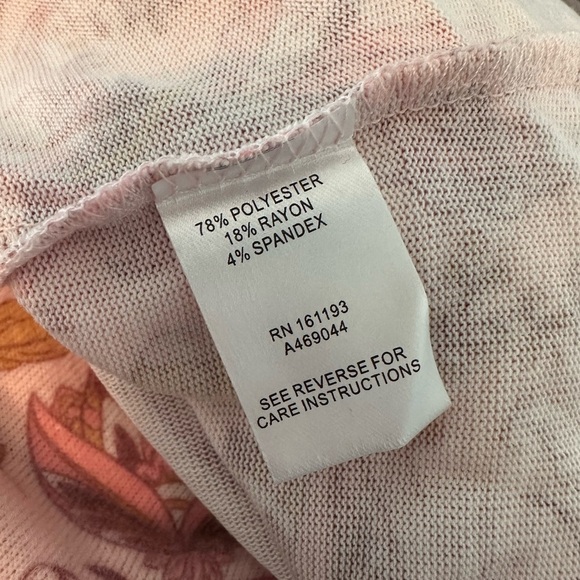 78% POLYESTER
18% RAYON
4% SPANDEX
RN 161193
A469044
SEE REVERSE FOR
CARE INSTRUCTIONS